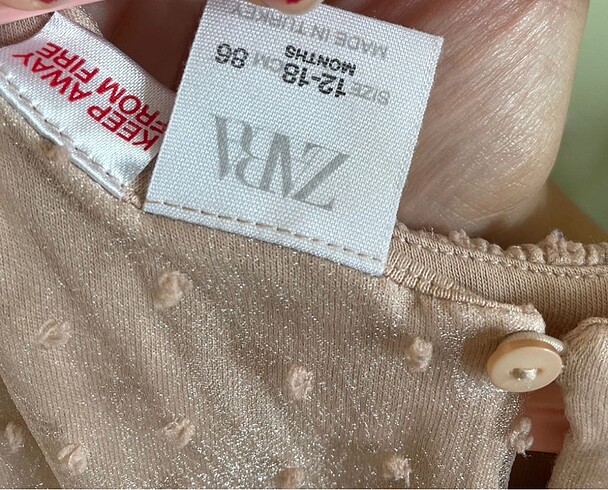 ZARA
12-18
MONTHS
SIZE CM 86
MADE IN TURKEY
KEEP AWAY
FROM FIRE